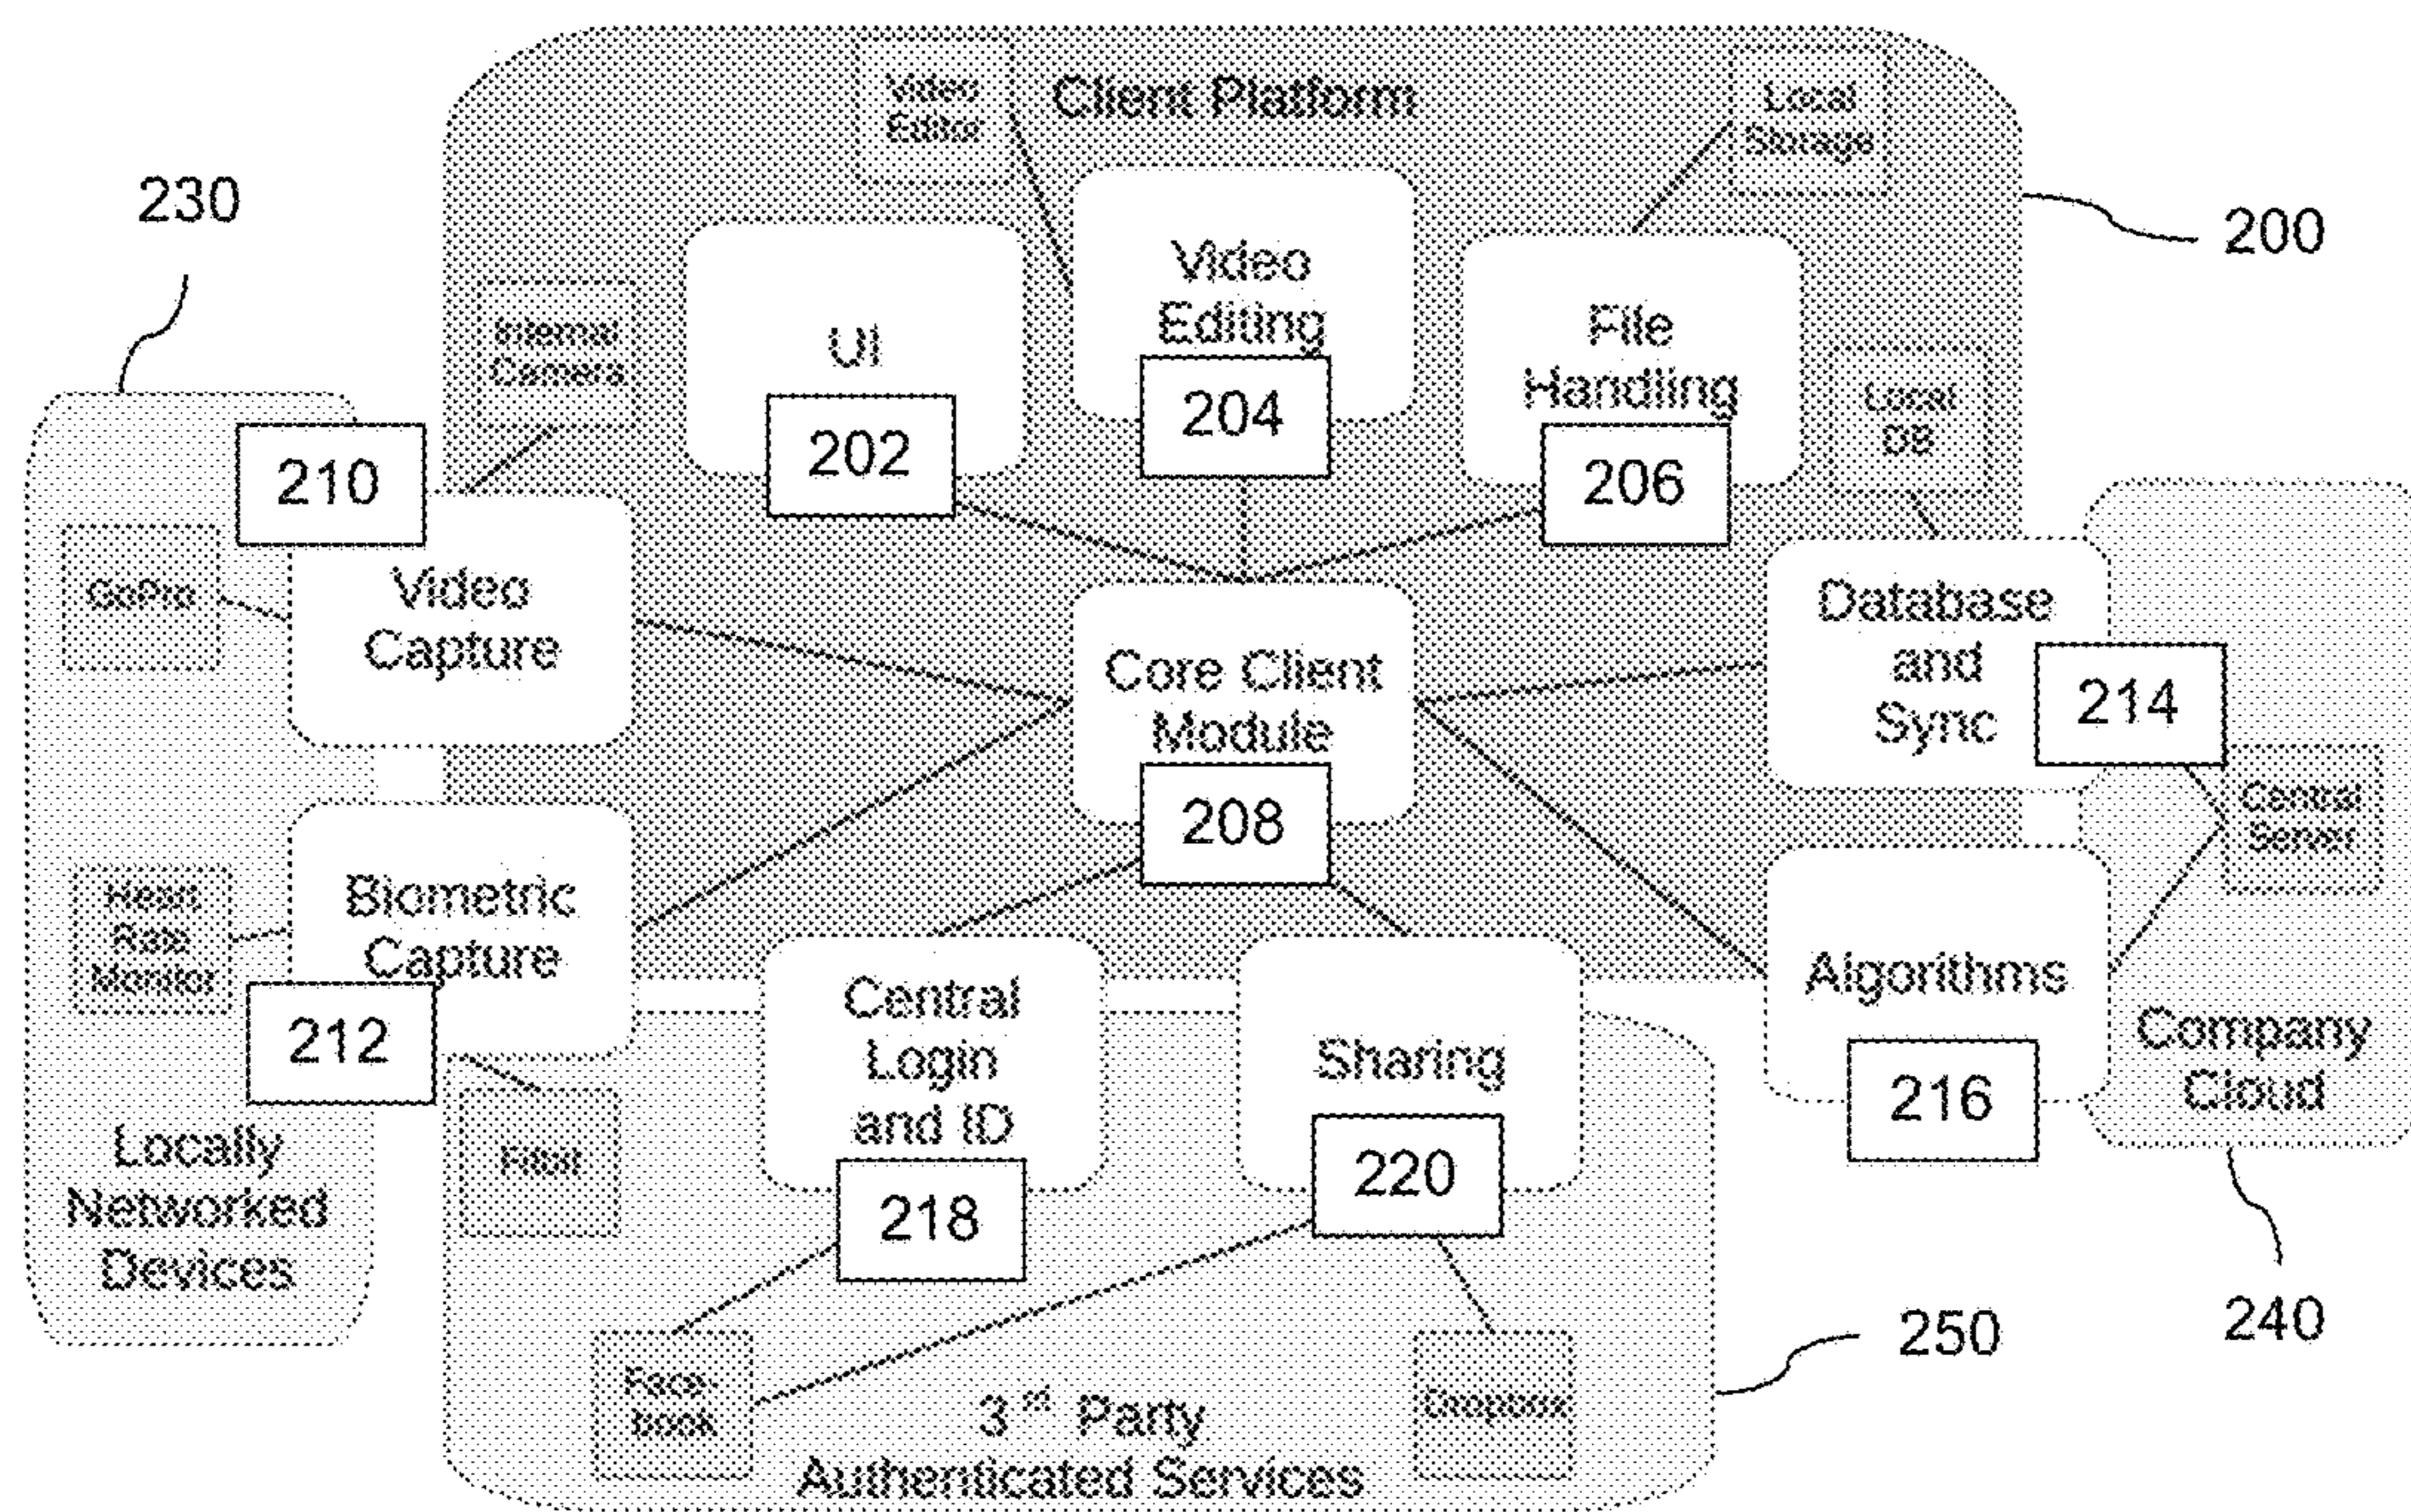 Video
Editor
Client Platform
Local
Storage
230
200
Video
Editing
204
UI
202
File
Handling
206
Internal
Camera
Local
DB
210
Video
Capture
GoPro
Core Client
Module
208
Database
and
Sync
214
Central
Server
Heart
Rate
Monitor
Biometric
Capture
212
Central
Login
and ID
218
Sharing
220
Algorithms
216
Company
Cloud
Locally
Networked
Devices
Fitbit
250
240
Face-
book
Dropbox
3rd Party
Authenticated Services